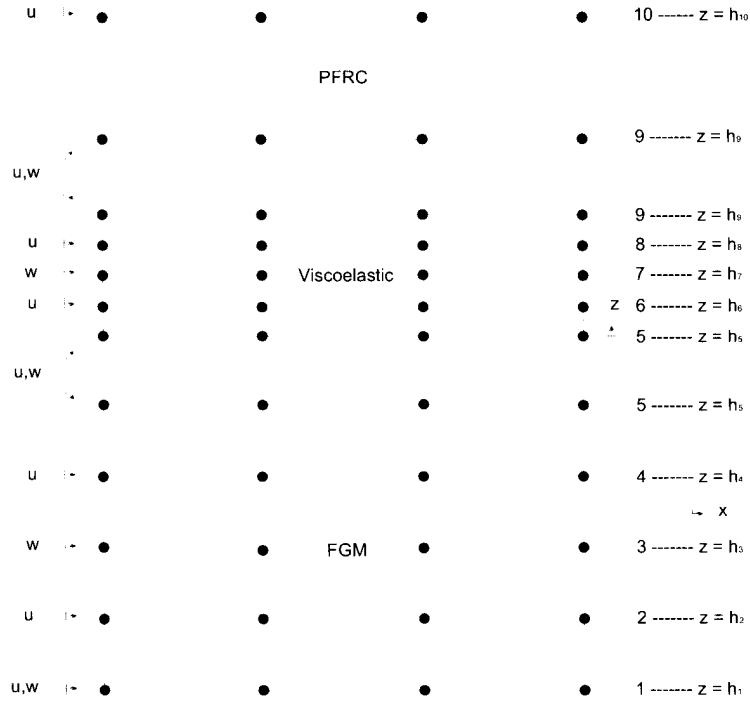 u 10 ------ z = h₁₀
PFRC
9 ------- z = h₉
u,w
9 ------- z = h₉
u 8 ------- z = h₈
w Viscoelastic 7 ------- z = h₇
u z 6 ------- z = h₆
5 ------- z = h₅
u,w
5 ------- z = h₅
u 4 ------- z = h₄
x
w FGM 3 ------- z = h₃
u 2 ------- z = h₂
u,w 1 ------- z = h₁